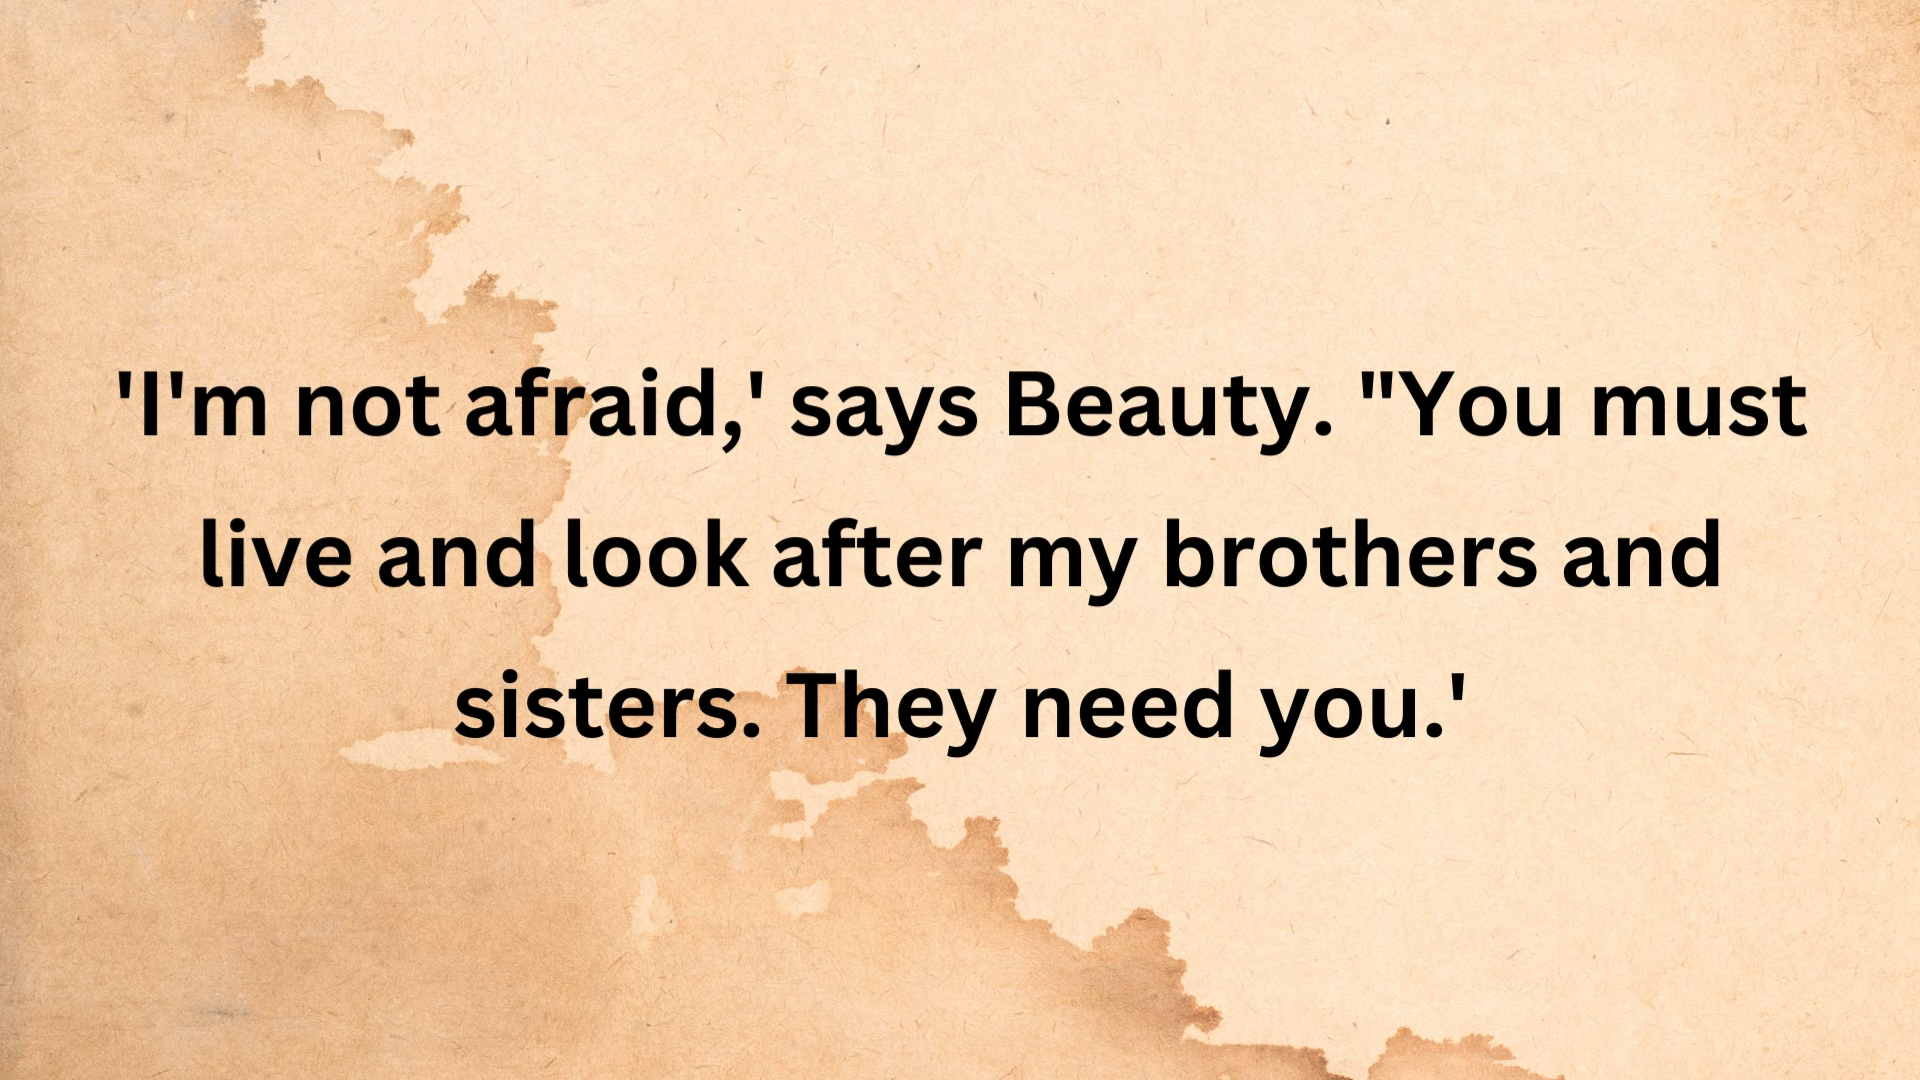 'I'm not afraid,' says Beauty. "You must
live and look after my brothers and
sisters. They need you.'